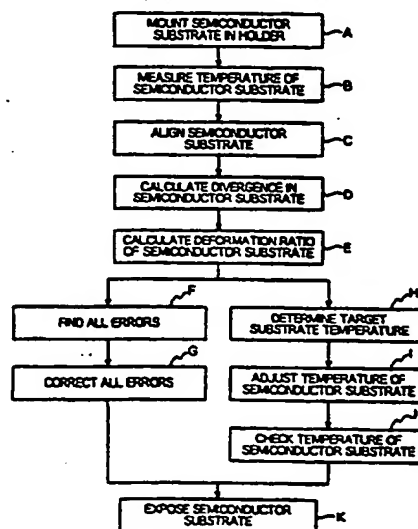 MOUNT SEMICONDUCTOR
SUBSTRATE IN HOLDER
A
MEASURE TEMPERATURE OF
SEMICONDUCTOR SUBSTRATE
B
ALIGN SEMICONDUCTOR
SUBSTRATE
C
CALCULATE DIVERGENCE IN
SEMICONDUCTOR SUBSTRATE
D
CALCULATE DEFORMATION RATIO
OF SEMICONDUCTOR SUBSTRATE
E
F
FIND ALL ERRORS
G
CORRECT ALL ERRORS
H
DETERMINE TARGET
SUBSTRATE TEMPERATURE
I
ADJUST TEMPERATURE OF
SEMICONDUCTOR SUBSTRATE
J
CHECK TEMPERATURE OF
SEMICONDUCTOR SUBSTRATE
EXPOSE SEMICONDUCTOR
SUBSTRATE
K